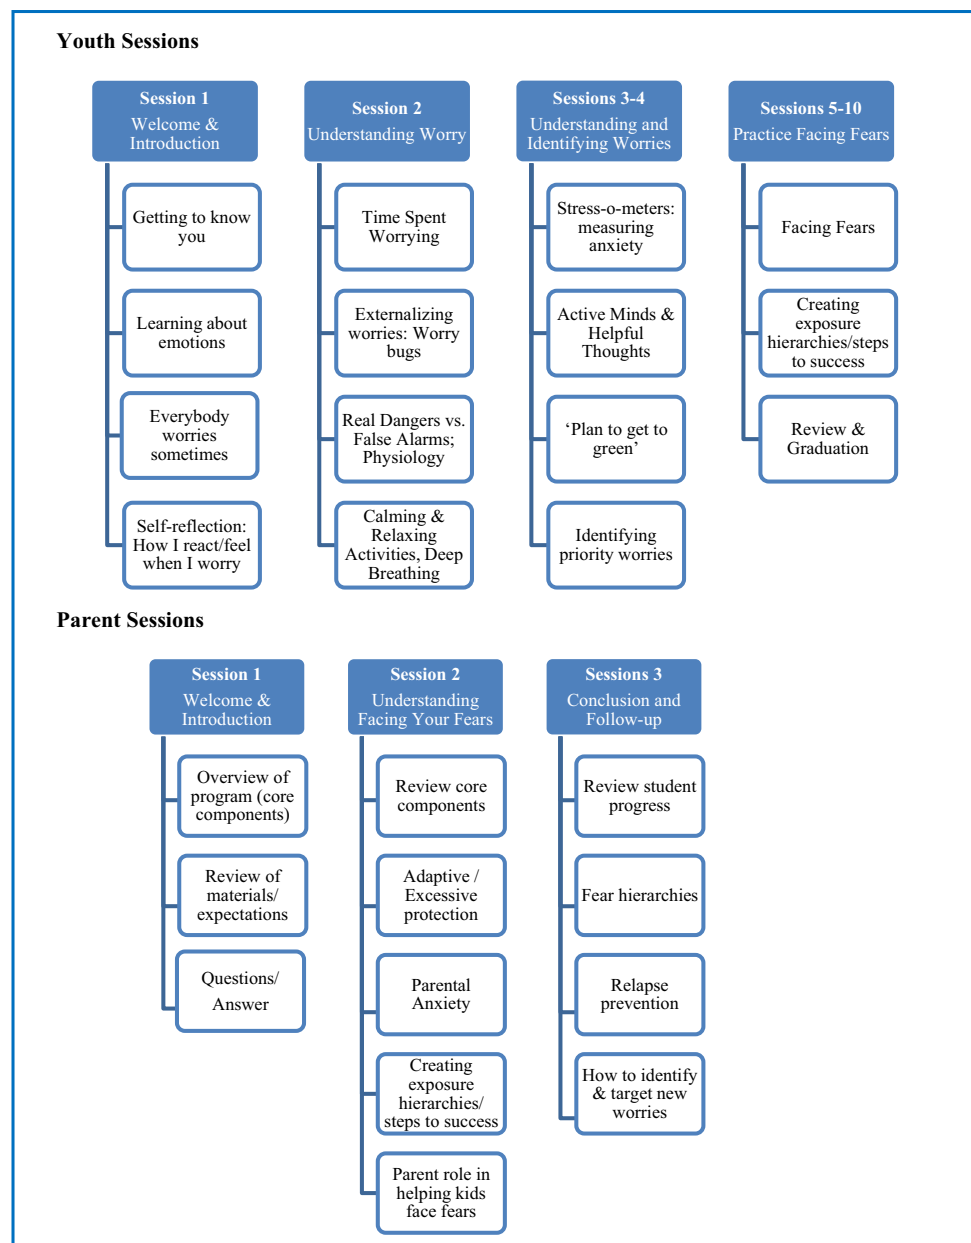 Youth Sessions
Session 1
Welcome &
Introduction
Getting to know
you
Learning about
emotions
Everybody
worries
sometimes
Self-reflection:
How I react/feel
when I worry
Session 2
Understanding Worry
Time Spent
Worrying
Externalizing
worries: Worry
bugs
Real Dangers vs.
False Alarms;
Physiology
Calming &
Relaxing
Activities, Deep
Breathing
Sessions 3-4
Understanding and
Identifying Worries
Stress-o-meters:
measuring
anxiety
Active Minds &
Helpful
Thoughts
‘Plan to get to
green’
Identifying
priority worries
Sessions 5-10
Practice Facing Fears
Facing Fears
Creating
exposure
hierarchies/steps
to success
Review &
Graduation
Parent Sessions
Session 1
Welcome &
Introduction
Overview of
program (core
components)
Review of
materials/
expectations
Questions/
Answer
Session 2
Understanding
Facing Your Fears
Review core
components
Adaptive /
Excessive
protection
Parental
Anxiety
Creating
exposure
hierarchies/
steps to success
Parent role in
helping kids
face fears
Sessions 3
Conclusion and
Follow-up
Review student
progress
Fear hierarchies
Relapse
prevention
How to identify
& target new
worries